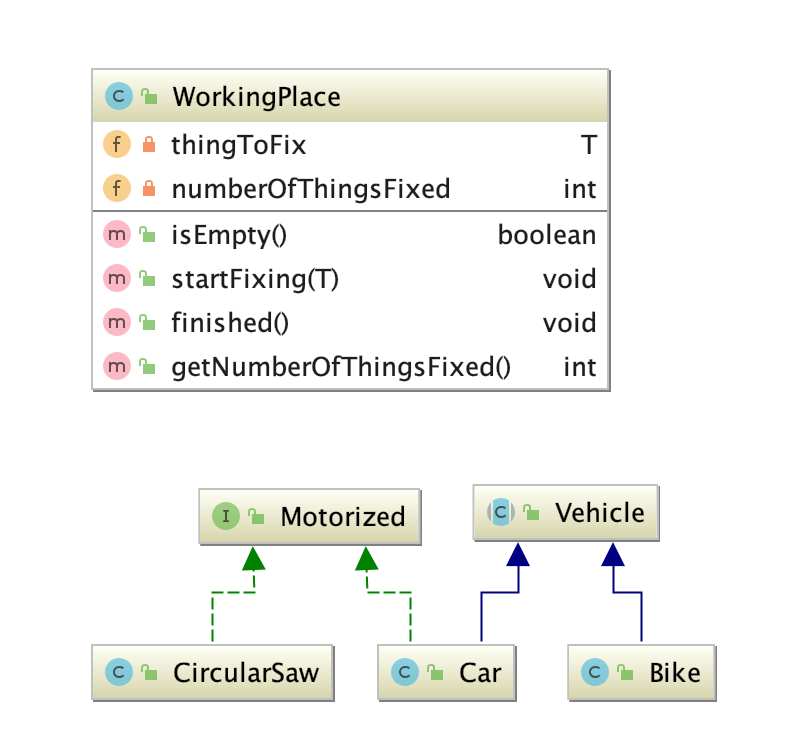 C WorkingPlace
f thingToFix T
f numberOfThingsFixed int
m isEmpty() boolean
m startFixing(T) void
m finished() void
m getNumberOfThingsFixed() int
I Motorized
C Vehicle
C CircularSaw
C Car
C Bike